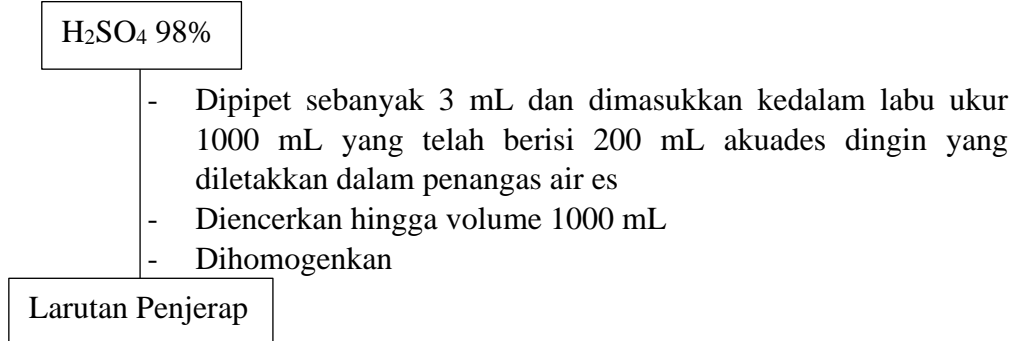 H₂SO₄ 98%
- Dipipet sebanyak 3 mL dan dimasukkan kedalam labu ukur
1000 mL yang telah berisi 200 mL akuades dingin yang
diletakkan dalam penangas air es
- Diencerkan hingga volume 1000 mL
- Dihomogenkan
Larutan Penjerap